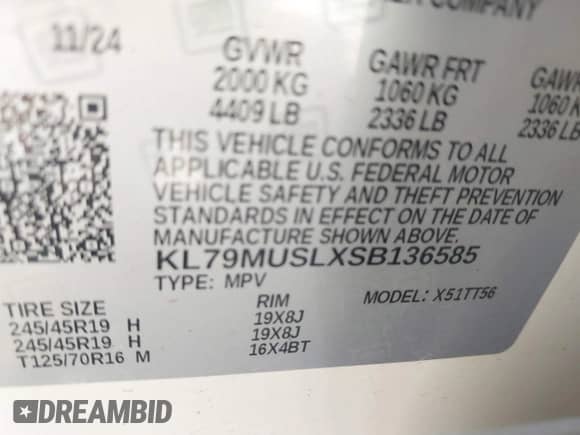 COMPANY
11/24
GVWR GAWR FRT GAW
2000 KG 1060 KG 1060
4409 LB 2336 LB 2336 LB
THIS VEHICLE CONFORMS TO ALL
APPLICABLE U.S. FEDERAL MOTOR
VEHICLE SAFETY AND THEFT PREVENTION
STANDARDS IN EFFECT ON THE DATE OF
MANUFACTURE SHOWN ABOVE.
KL79MUSLXSB136585
TYPE: MPV MODEL: X51TT56
TIRE SIZE RIM
245/45R19 H 19X8J
245/45R19 H 19X8J
T125/70R16 M 16X4BT
DREAMBID